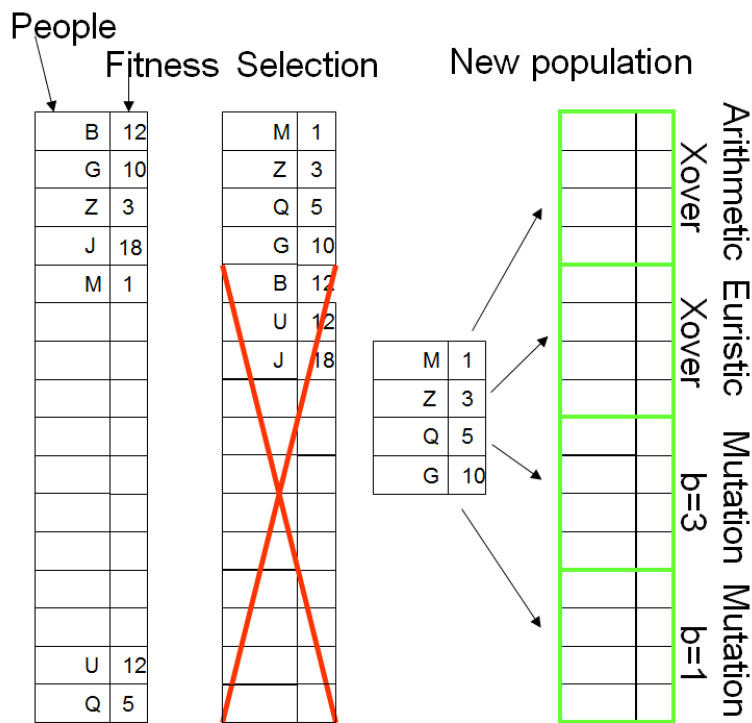 People
Fitness Selection
New population
B 12
G 10
Z 3
J 18
M 1
U 12
Q 5
M 1
Z 3
Q 5
G 10
B 12
U 12
J 18
M 1
Z 3
Q 5
G 10
Arithmetic
Xover
Euristic
Xover
Mutation
b=3
Mutation
b=1